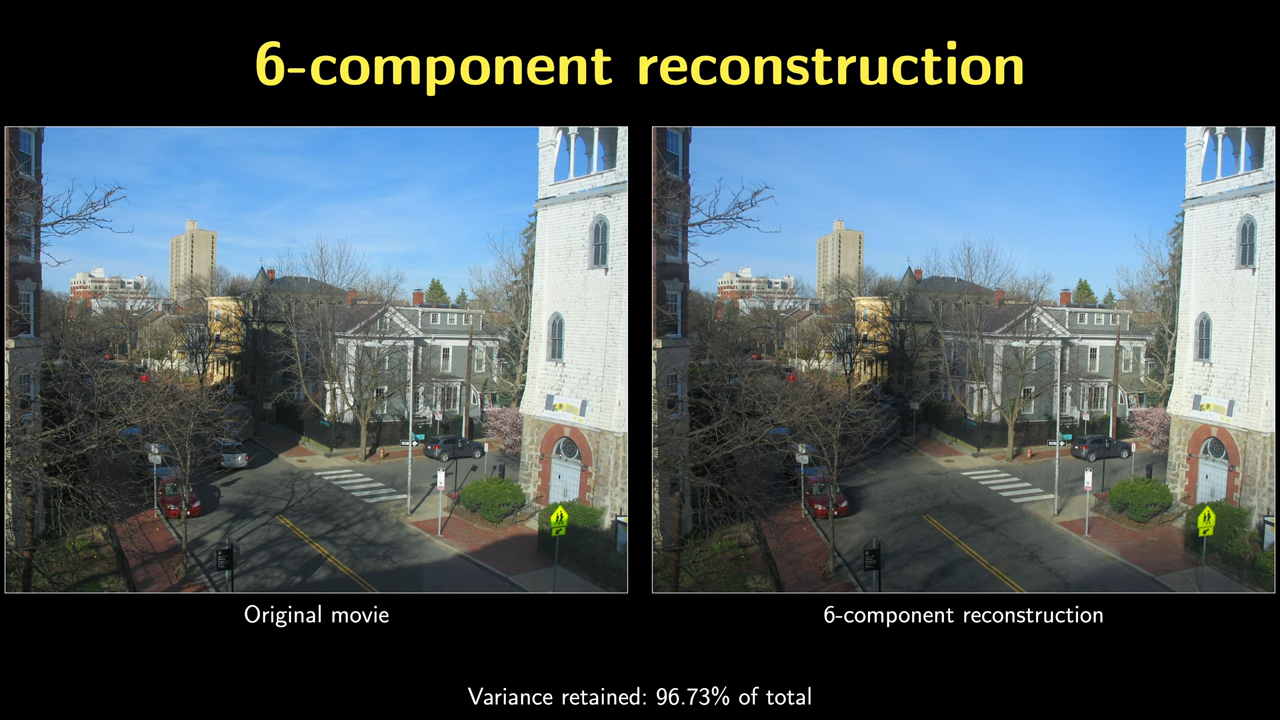 6-component reconstruction
Original movie
6-component reconstruction
Variance retained: 96.73% of total